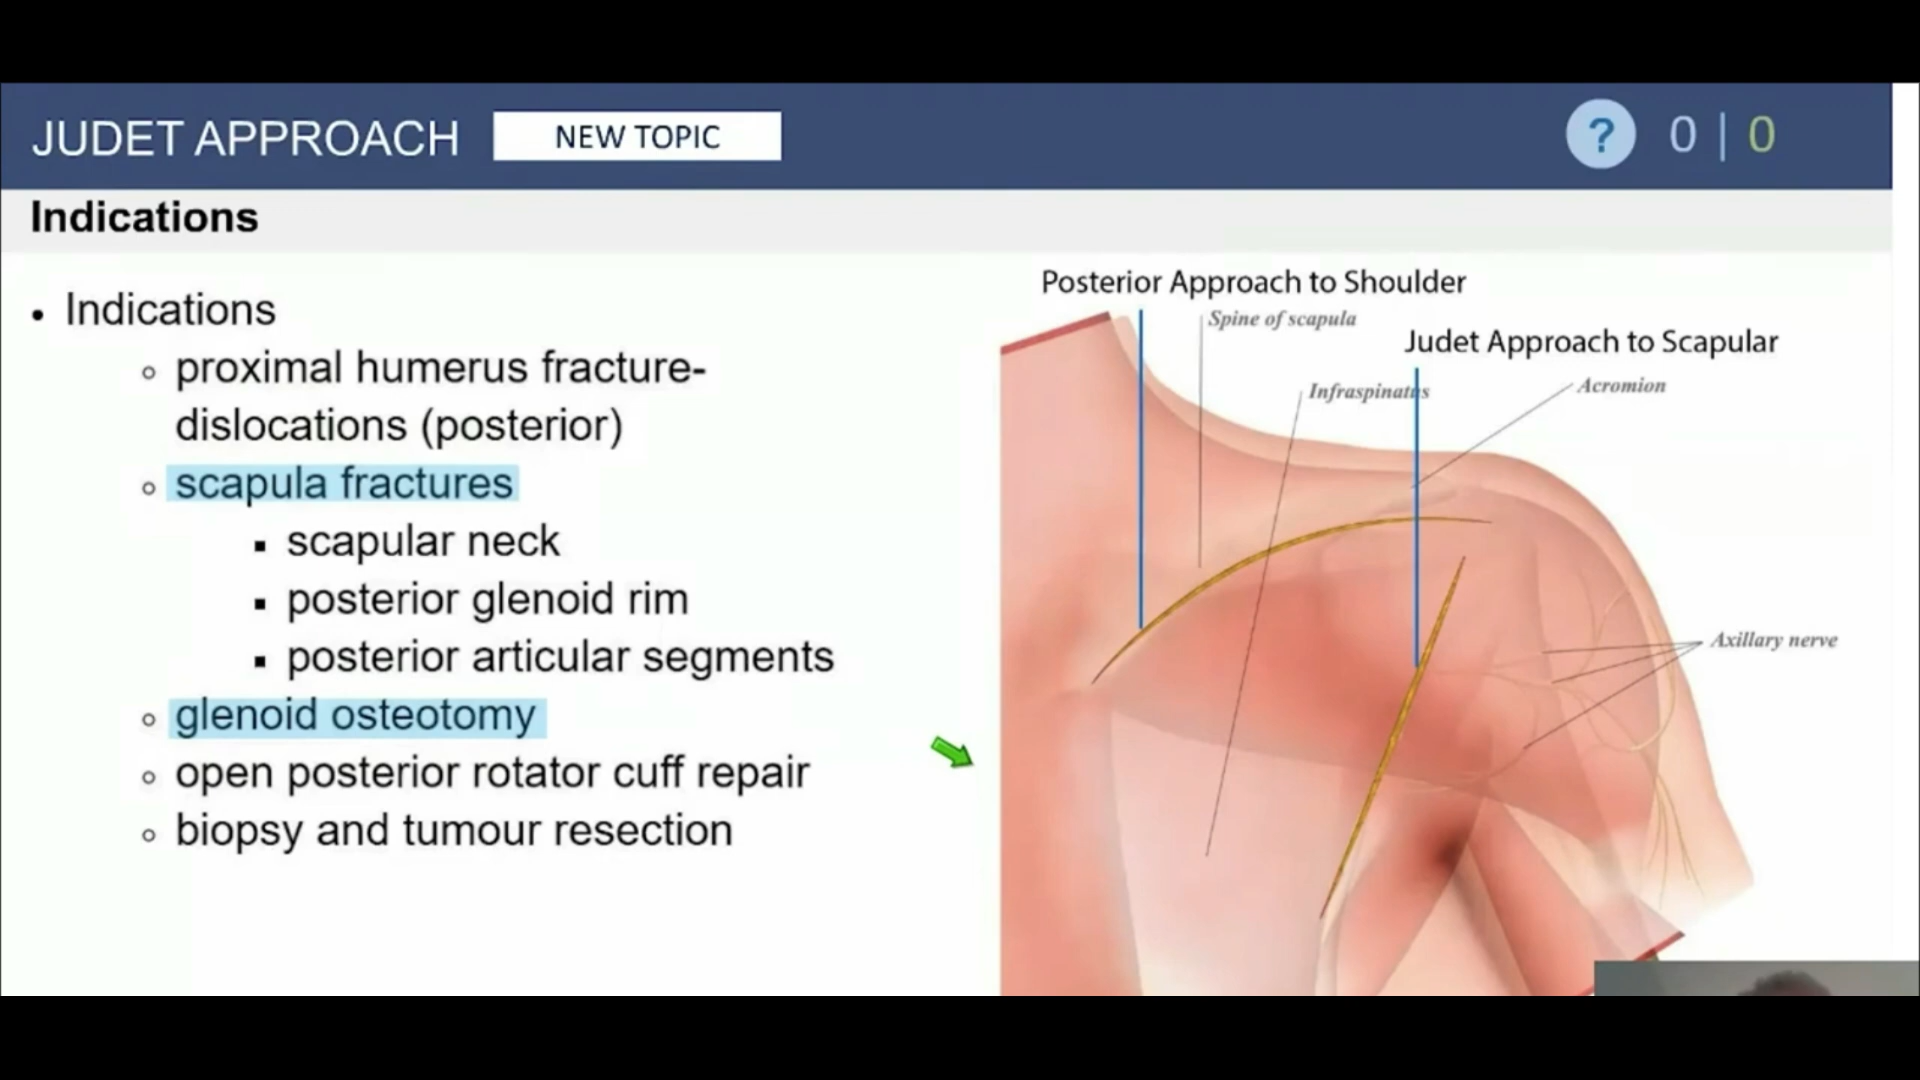 JUDET APPROACH
NEW TOPIC
? 0 | 0
Indications
• Indications
proximal humerus fracture-
dislocations (posterior)
scapula fractures
scapular neck
posterior glenoid rim
posterior articular segments
glenoid osteotomy
open posterior rotator cuff repair
biopsy and tumour resection
Posterior Approach to Shoulder
Spine of scapula
Judet Approach to Scapular
Infraspinatus
Acromion
Axillary nerve